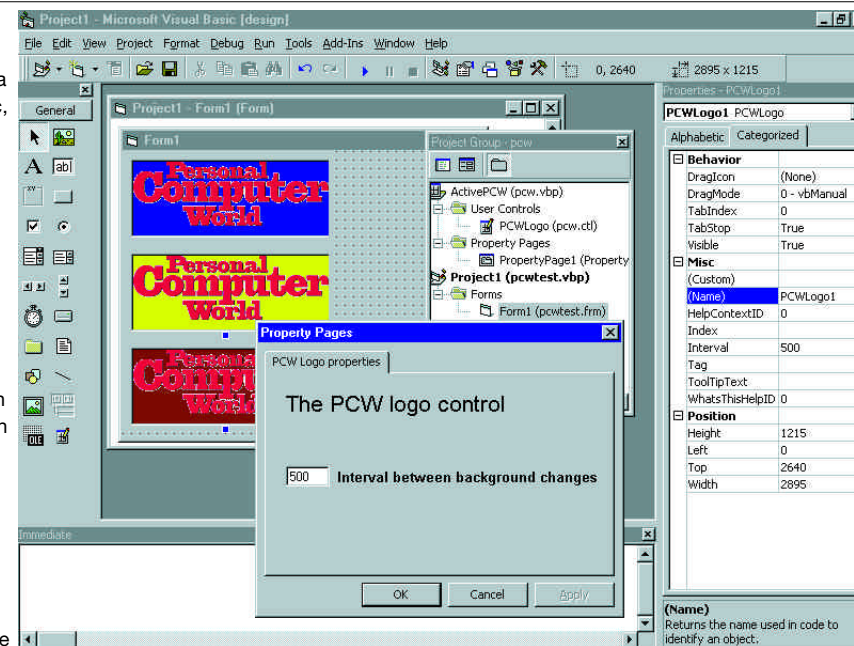 Project1 - Microsoft Visual Basic [design]
File Edit View Project Format Debug Run Tools Add-Ins Window Help
0, 2640 2895 x 1215
a
c,
n
n
e
General
A ab|
OLE
Project1 - Form1 (Form)
Form1
Personal
Computer
World
Personal
Computer
World
Project Group - pcw
ActivePCW (pcw.vbp)
User Controls
PCWLogo (pcw.ctl)
Property Pages
PropertyPage1 (Property
Project1 (pcwtest.vbp)
Forms
Form1 (pcwtest.frm)
Property Pages
PCW Logo properties
The PCW logo control
500 Interval between background changes
OK Cancel Apply
Immediate
Properties - PCWLogo1
PCWLogo1 PCWLogo
Alphabetic Categorized
Behavior
DragIcon (None)
DragMode 0 - vbManual
TabIndex 0
TabStop True
Visible True
Misc
(Custom)
(Name) PCWLogo1
HelpContextID 0
Index
Interval 500
Tag
ToolTipText
WhatsThisHelpID 0
Position
Height 1215
Left 0
Top 2640
Width 2895
(Name)
Returns the name used in code to
identify an object.